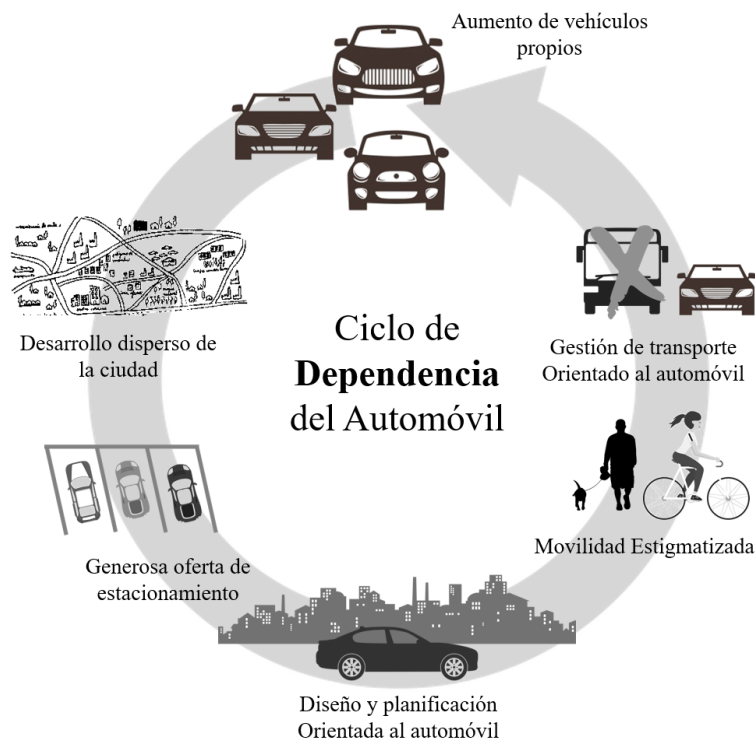 Aumento de vehículos
propios
Gestión de transporte
Orientado al automóvil
Movilidad Estigmatizada
Diseño y planificación
Orientada al automóvil
Generosa oferta de
estacionamiento
Desarrollo disperso de
la ciudad
Ciclo de
Dependencia
del Automóvil